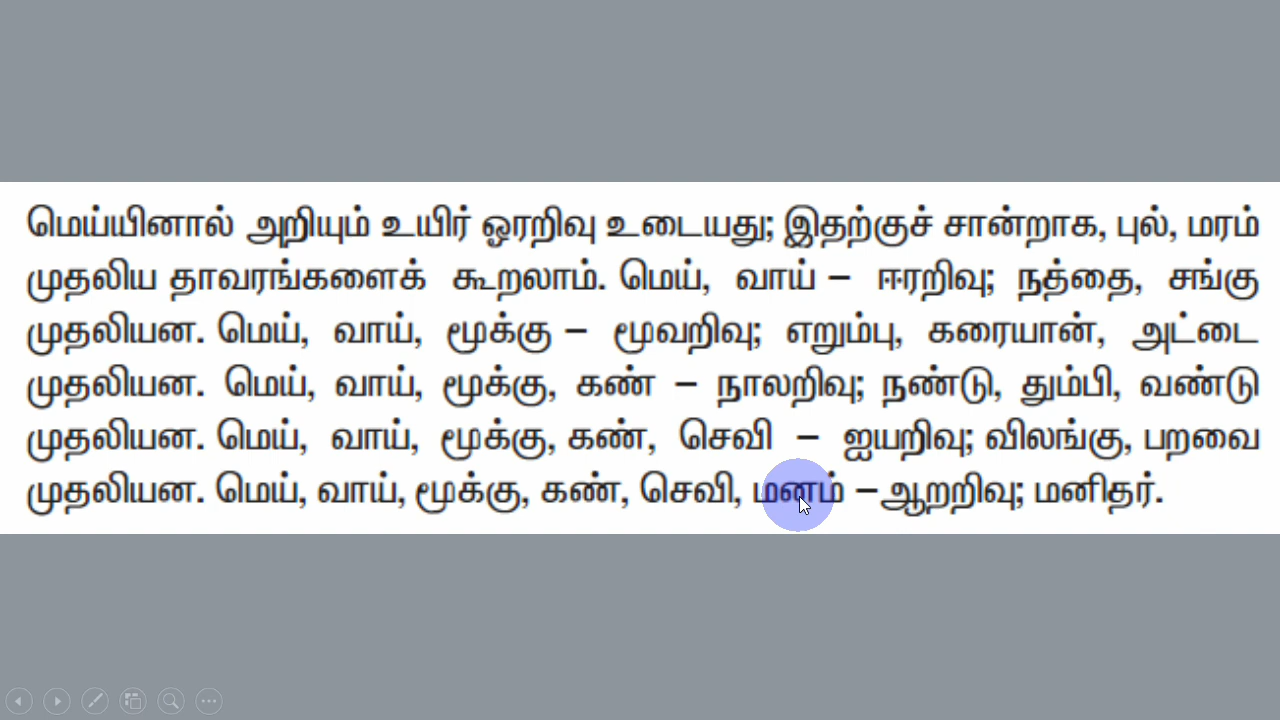 மெய்யினால் அறியும் உயிர் ஓரறிவு உடையது; இதற்குச் சான்றாக, புல், மரம்
முதலிய தாவரங்களைக் கூறலாம். மெய், வாய் – ஈரறிவு; நத்தை, சங்கு
முதலியன. மெய், வாய், மூக்கு – மூவறிவு; எறும்பு, கரையான், அட்டை
முதலியன. மெய், வாய், மூக்கு, கண் – நாலறிவு; நண்டு, தும்பி, வண்டு
முதலியன. மெய், வாய், மூக்கு, கண், செவி – ஐயறிவு; விலங்கு, பறவை
முதலியன. மெய், வாய், மூக்கு, கண், செவி, மனம் –ஆறறிவு; மனிதர்.